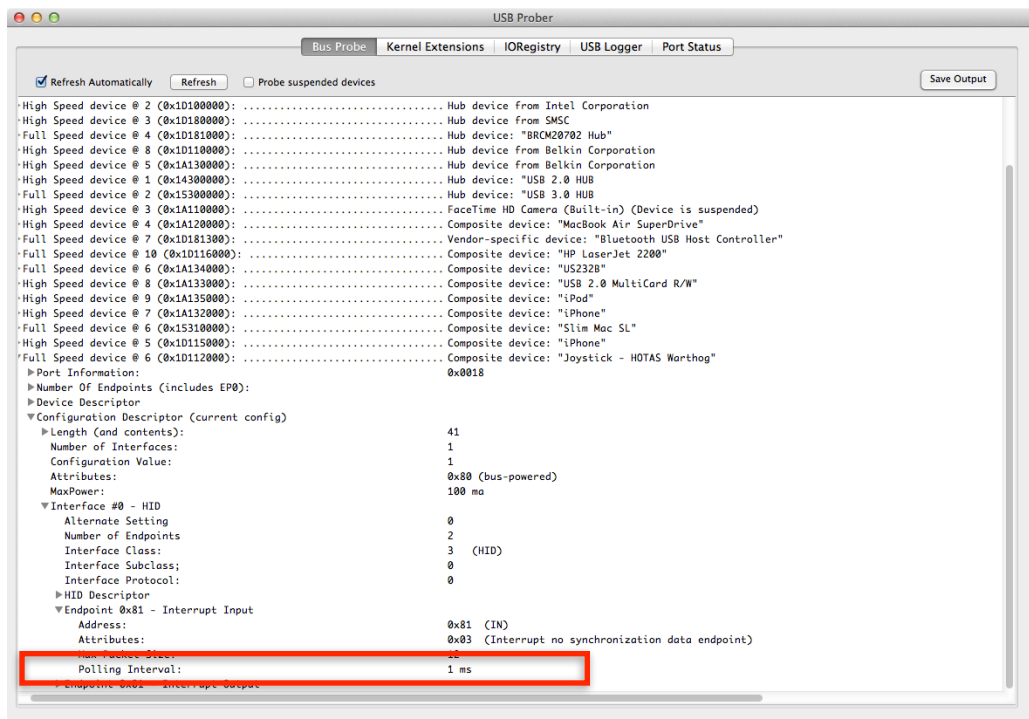 USB Prober
Bus Probe Kernel Extensions IORegistry USB Logger Port Status
Refresh Automatically Refresh Probe suspended devices Save Output
High Speed device @ 2 (0x1D100000): ................................ Hub device from Intel Corporation
High Speed device @ 3 (0x1D180000): ................................ Hub device from SMSC
Full Speed device @ 4 (0x1D181000): ................................ Hub device: "BRCM20702 Hub"
High Speed device @ 8 (0x1D110000): ................................ Hub device from Belkin Corporation
High Speed device @ 5 (0x1A130000): ................................ Hub device from Belkin Corporation
High Speed device @ 1 (0x14300000): ................................ Hub device: "USB 2.0 HUB
Full Speed device @ 2 (0x15300000): ................................ Hub device: "USB 3.0 HUB
High Speed device @ 3 (0x1A110000): ................................ FaceTime HD Camera (Built-in) (Device is suspended)
High Speed device @ 4 (0x1A120000): ................................ Composite device: "MacBook Air SuperDrive"
Full Speed device @ 7 (0x1D181300): ................................ Vendor-specific device: "Bluetooth USB Host Controller"
Full Speed device @ 10 (0x1D116000): ............................... Composite device: "HP LaserJet 2200"
Full Speed device @ 6 (0x1A134000): ................................ Composite device: "US232B"
High Speed device @ 8 (0x1A133000): ................................ Composite device: "USB 2.0 MultiCard R/W"
High Speed device @ 9 (0x1A135000): ................................ Composite device: "iPod"
High Speed device @ 7 (0x1A132000): ................................ Composite device: "iPhone"
Full Speed device @ 6 (0x15310000): ................................ Composite device: "Slim Mac SL"
High Speed device @ 5 (0x1D115000): ................................ Composite device: "iPhone"
Full Speed device @ 6 (0x1D112000): ................................ Composite device: "Joystick - HOTAS Warthog"
Port Information: 0x0018
Number Of Endpoints (includes EP0):
Device Descriptor
Configuration Descriptor (current config)
Length (and contents): 41
Number of Interfaces: 1
Configuration Value: 1
Attributes: 0x80 (bus-powered)
MaxPower: 100 ma
Interface #0 - HID
Alternate Setting 0
Number of Endpoints 2
Interface Class: 3 (HID)
Interface Subclass; 0
Interface Protocol: 0
HID Descriptor
Endpoint 0x81 - Interrupt Input
Address: 0x81 (IN)
Attributes: 0x03 (Interrupt no synchronization data endpoint)
Max Packet Size:
Polling Interval: 1 ms
Interrupt Output